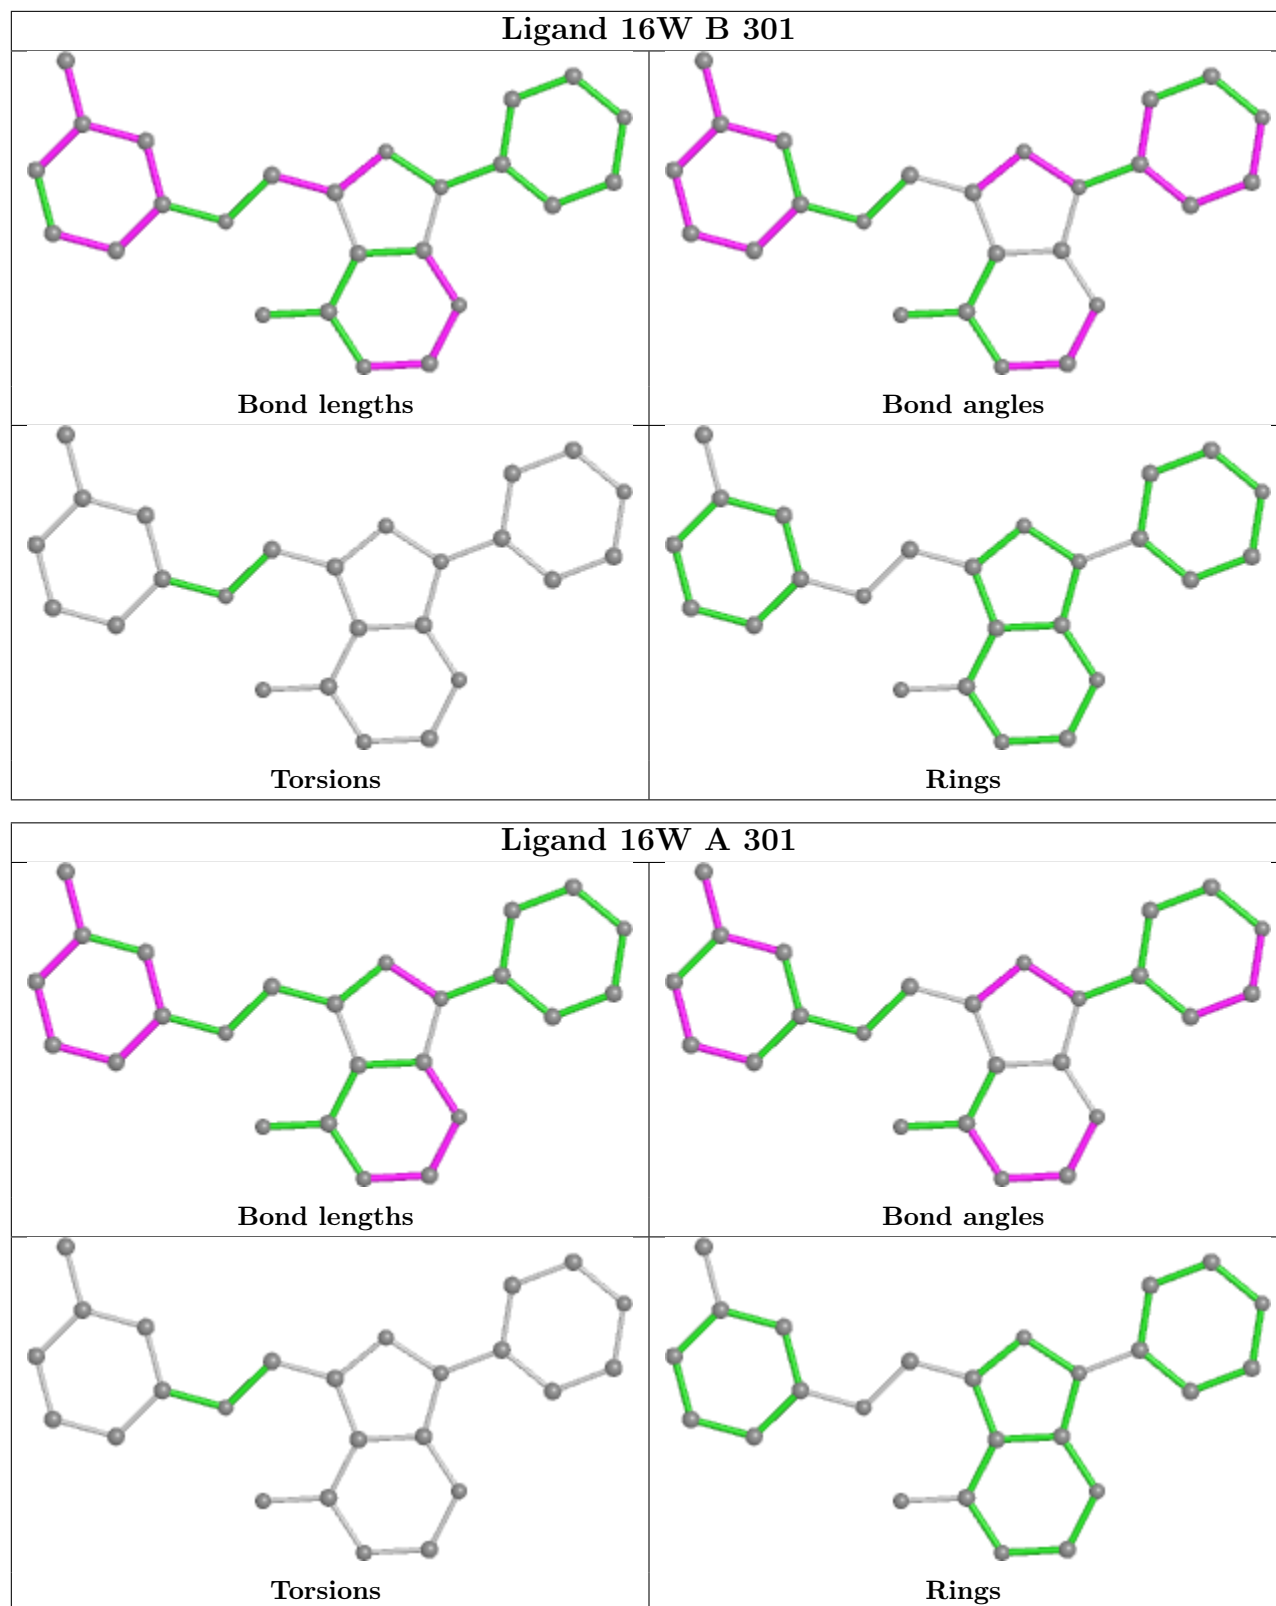 Ligand 16W B 301
Bond lengths
Bond angles
Torsions
Rings
Ligand 16W A 301
Bond lengths
Bond angles
Torsions
Rings